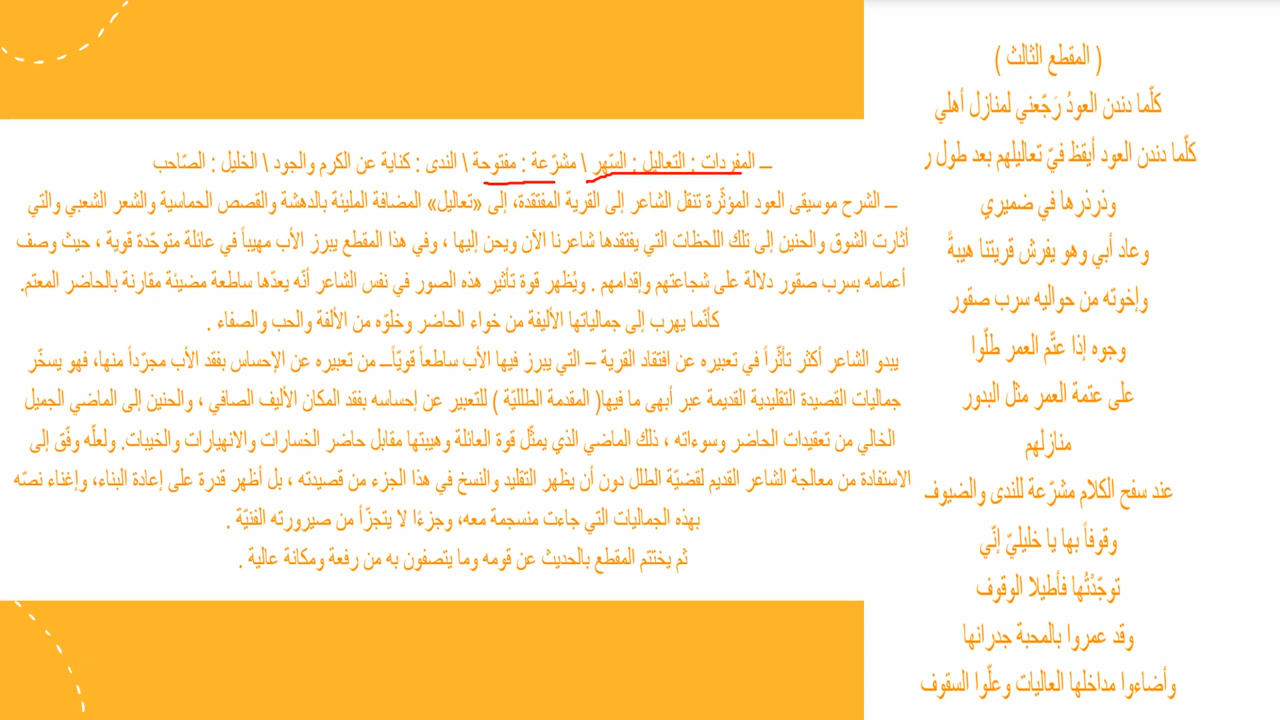 ( المقطع الثالث )
كلّما دندن العودُ رَجّعني لمنازل أهلي
كلّما دندن العود أيقظ فيّ تعاليلهم بعد طول ر
وذرذرها في ضميري
وعاد أبي وهو يفرش قريتنا هيبةً
وإخوته من حواليه سرب صقور
وجوه إذا عتّم العمر طلّوا
على عتمة العمر مثل البدور
منازلهم
عند سفح الكلام مشرّعة للندى والضيوف
وقوفاً بها يا خليليّ إنّي
توجّدْتُها فأطيلا الوقوف
وقد عمروا بالمحبة جدرانها
وأضاءوا مداخلها العاليات وعلّوا السقوف
ــ المفردات : التعاليل : السّهر \ مشرّعة : مفتوحة \ الندى : كناية عن الكرم والجود \ الخليل : الصّاحب
ــ الشرح موسيقى العود المؤثّرة تنقل الشاعر إلى القرية المفتقدة، إلى «تعاليل» المضافة المليئة بالدهشة والقصص الحماسية والشعر الشعبي والتي
أثارت الشوق والحنين إلى تلك اللحظات التي يفتقدها شاعرنا الآن ويحن إليها ، وفي هذا المقطع يبرز الأب مهيباً في عائلة متوحّدة قوية ، حيث وصف
أعمامه بسرب صقور دلالة على شجاعتهم وإقدامهم . ويُظهر قوة تأثير هذه الصور في نفس الشاعر أنّه يعدّها ساطعة مضيئة مقارنة بالحاضر المعتم.
كأنّما يهرب إلى جمالياتها الأليفة من خواء الحاضر وخلوّه من الألفة والحب والصفاء .
يبدو الشاعر أكثر تأثّراً في تعبيره عن افتقاد القرية – التي يبرز فيها الأب ساطعاً قويّاًــ من تعبيره عن الإحساس بفقد الأب مجرّداً منها، فهو يسخّر
جماليات القصيدة التقليدية القديمة عبر أبهى ما فيها( المقدمة الطلليّة ) للتعبير عن إحساسه بفقد المكان الأليف الصافي ، والحنين إلى الماضي الجميل
الخالي من تعقيدات الحاضر وسوءاته ، ذلك الماضي الذي يمثّل قوة العائلة وهيبتها مقابل حاضر الخسارات والانهيارات والخيبات. ولعلّه وفّق إلى
الاستفادة من معالجة الشاعر القديم لقضيّة الطلل دون أن يظهر التقليد والنسخ في هذا الجزء من قصيدته ، بل أظهر قدرة على إعادة البناء، وإغناء نصّه
بهذه الجماليات التي جاءت منسجمة معه، وجزءًا لا يتجزّأ من صيرورته الفنيّة .
ثم يختتم المقطع بالحديث عن قومه وما يتصفون به من رفعة ومكانة عالية .